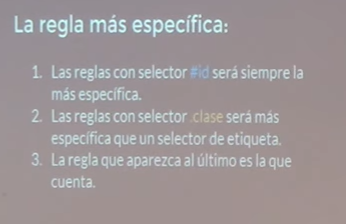 La regla más específica:
1. Las reglas con selector #id será siempre la
más específica.
2. Las reglas con selector .clase será más
específica que un selector de etiqueta.
3. La regla que aparezca al último es la que
cuenta.